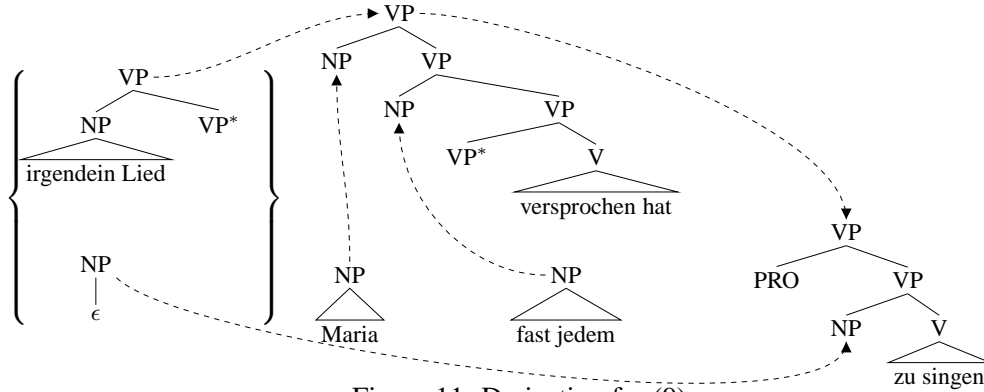 VP
NP VP
VP
NP VP* NP VP
irgendein Lied
VP* V
versprochen hat
VP
NP NP NP PRO VP
ϵ
Maria fast jedem
NP V
zu singen
Figure 11: Derivation for (9)